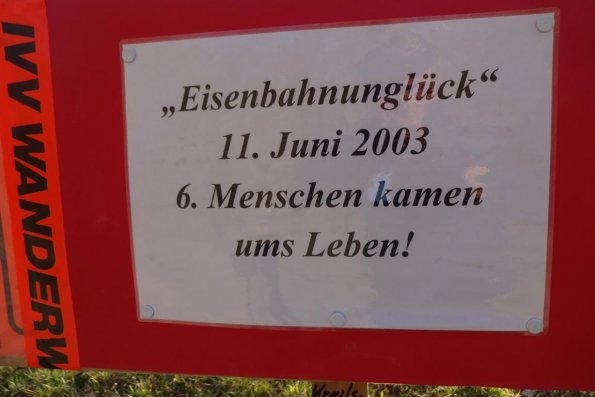 IVV WANDERW
„Eisenbahnunglück“
11. Juni 2003
6. Menschen kamen
ums Leben!